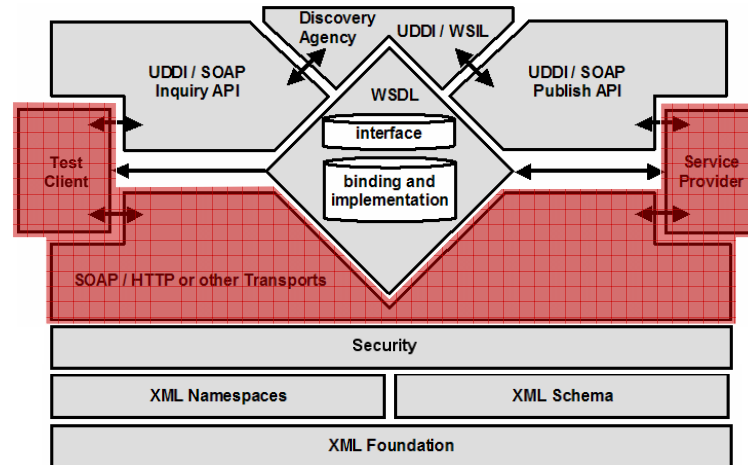 Discovery
Agency
UDDI / WSIL
UDDI / SOAP
Inquiry API
UDDI / SOAP
Publish API
WSDL
interface
Test
Client
Service
Provider
binding and
implementation
SOAP / HTTP or other Transports
Security
XML Namespaces
XML Schema
XML Foundation